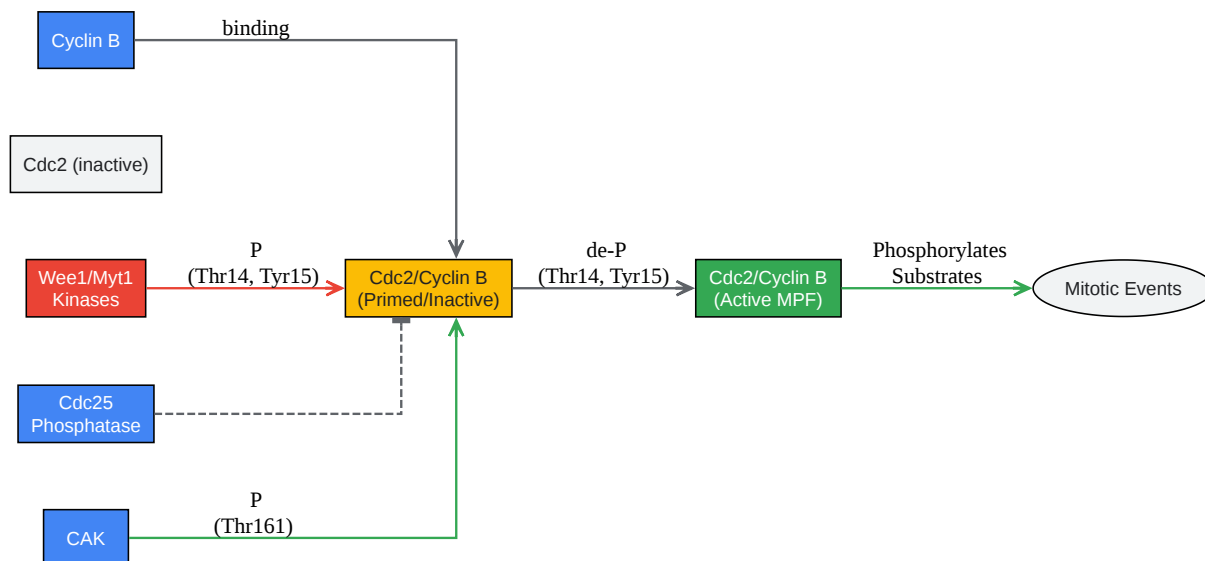 Cyclin B
binding
Cdc2 (inactive)
Wee1/Myt1
Kinases
P
(Thr14, Tyr15)
Cdc2/Cyclin B
(Primed/Inactive)
de-P
(Thr14, Tyr15)
Cdc2/Cyclin B
(Active MPF)
Phosphorylates
Substrates
Mitotic Events
Cdc25
Phosphatase
P
(Thr161)
CAK